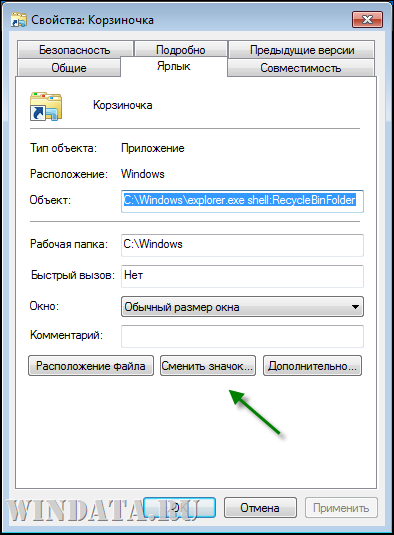 Свойства: Корзиночка
Безопасность Подробно Предыдущие версии
Общие Ярлык Совместимость
Корзиночка
Тип объекта: Приложение
Расположение: Windows
Объект: C:\Windows\explorer.exe shell:RecycleBinFolder
Рабочая папка: C:\Windows
Быстрый вызов: Нет
Окно: Обычный размер окна
Комментарий:
Расположение файла Сменить значок... Дополнительно...
WINDATA.RU
Отмена Применить